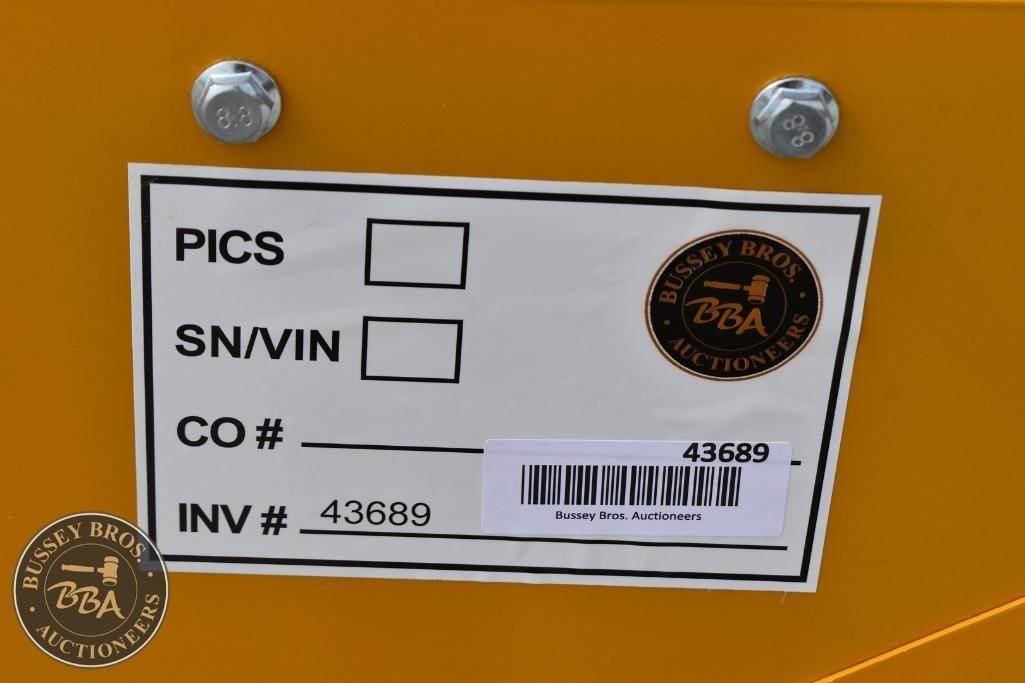 8.8
8.8
PICS
BUSSEY BROS.
BBA
AUCTIONEERS
SN/VIN
CO #
43689
Bussey Bros. Auctioneers
INV # 43689
BUSSEY BROS.
BBA
AUCTIONEERS